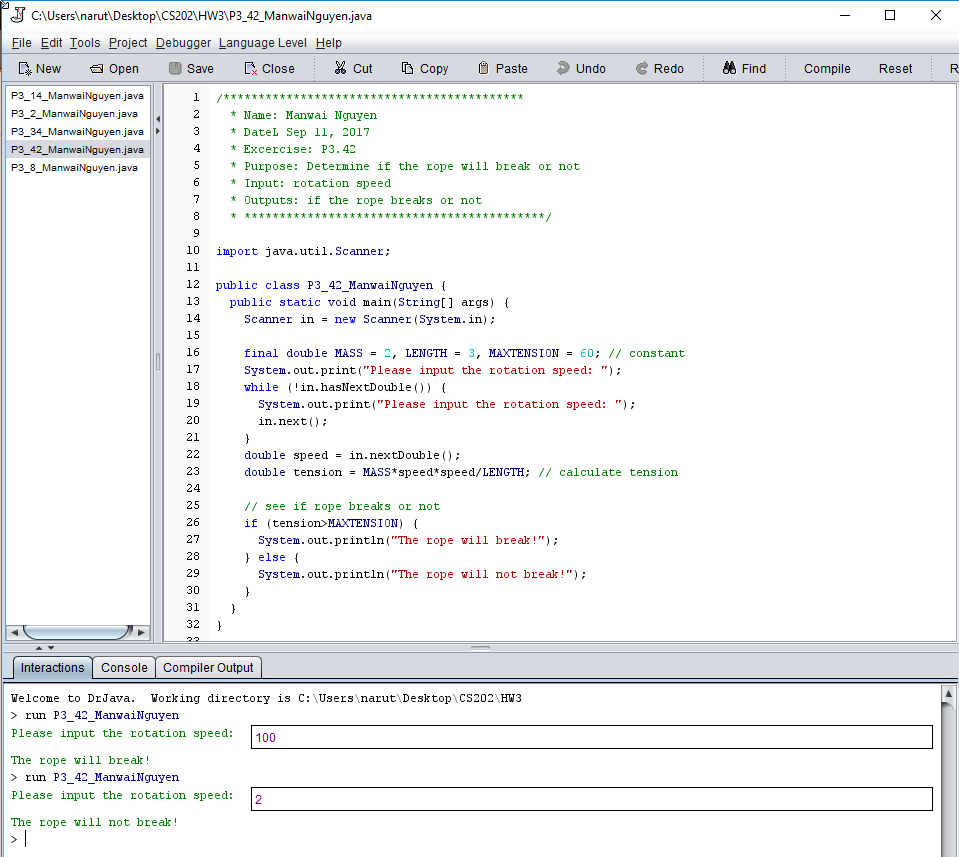 C:\Users\narut\Desktop\CS202\HW3\P3_42_ManwaiNguyen.java
File Edit Tools Project Debugger Language Level Help
New Open Save Close Cut Copy Paste Undo Redo Find Compile Reset R
P3_14_ManwaiNguyen.java
P3_2_ManwaiNguyen.java
P3_34_ManwaiNguyen.java
P3_42_ManwaiNguyen.java
P3_8_ManwaiNguyen.java
1 /*******************************************
2 * Name: Manwai Nguyen
3 * DateL Sep 11, 2017
4 * Excercise: P3.42
5 * Purpose: Determine if the rope will break or not
6 * Input: rotation speed
7 * Outputs: if the rope breaks or not
8 * *******************************************/
9
10 import java.util.Scanner;
11
12 public class P3_42_ManwaiNguyen {
13 public static void main(String[] args) {
14 Scanner in = new Scanner(System.in);
15
16 final double MASS = 2, LENGTH = 3, MAXTENSION = 60; // constant
17 System.out.print("Please input the rotation speed: ");
18 while (!in.hasNextDouble()) {
19 System.out.print("Please input the rotation speed: ");
20 in.next();
21 }
22 double speed = in.nextDouble();
23 double tension = MASS*speed*speed/LENGTH; // calculate tension
24
25 // see if rope breaks or not
26 if (tension>MAXTENSION) {
27 System.out.println("The rope will break!");
28 } else {
29 System.out.println("The rope will not break!");
30 }
31 }
32 }
33
Interactions Console Compiler Output
Welcome to DrJava. Working directory is C:\Users\narut\Desktop\CS202\HW3
> run P3_42_ManwaiNguyen
Please input the rotation speed: 100
The rope will break!
> run P3_42_ManwaiNguyen
Please input the rotation speed: 2
The rope will not break!
>